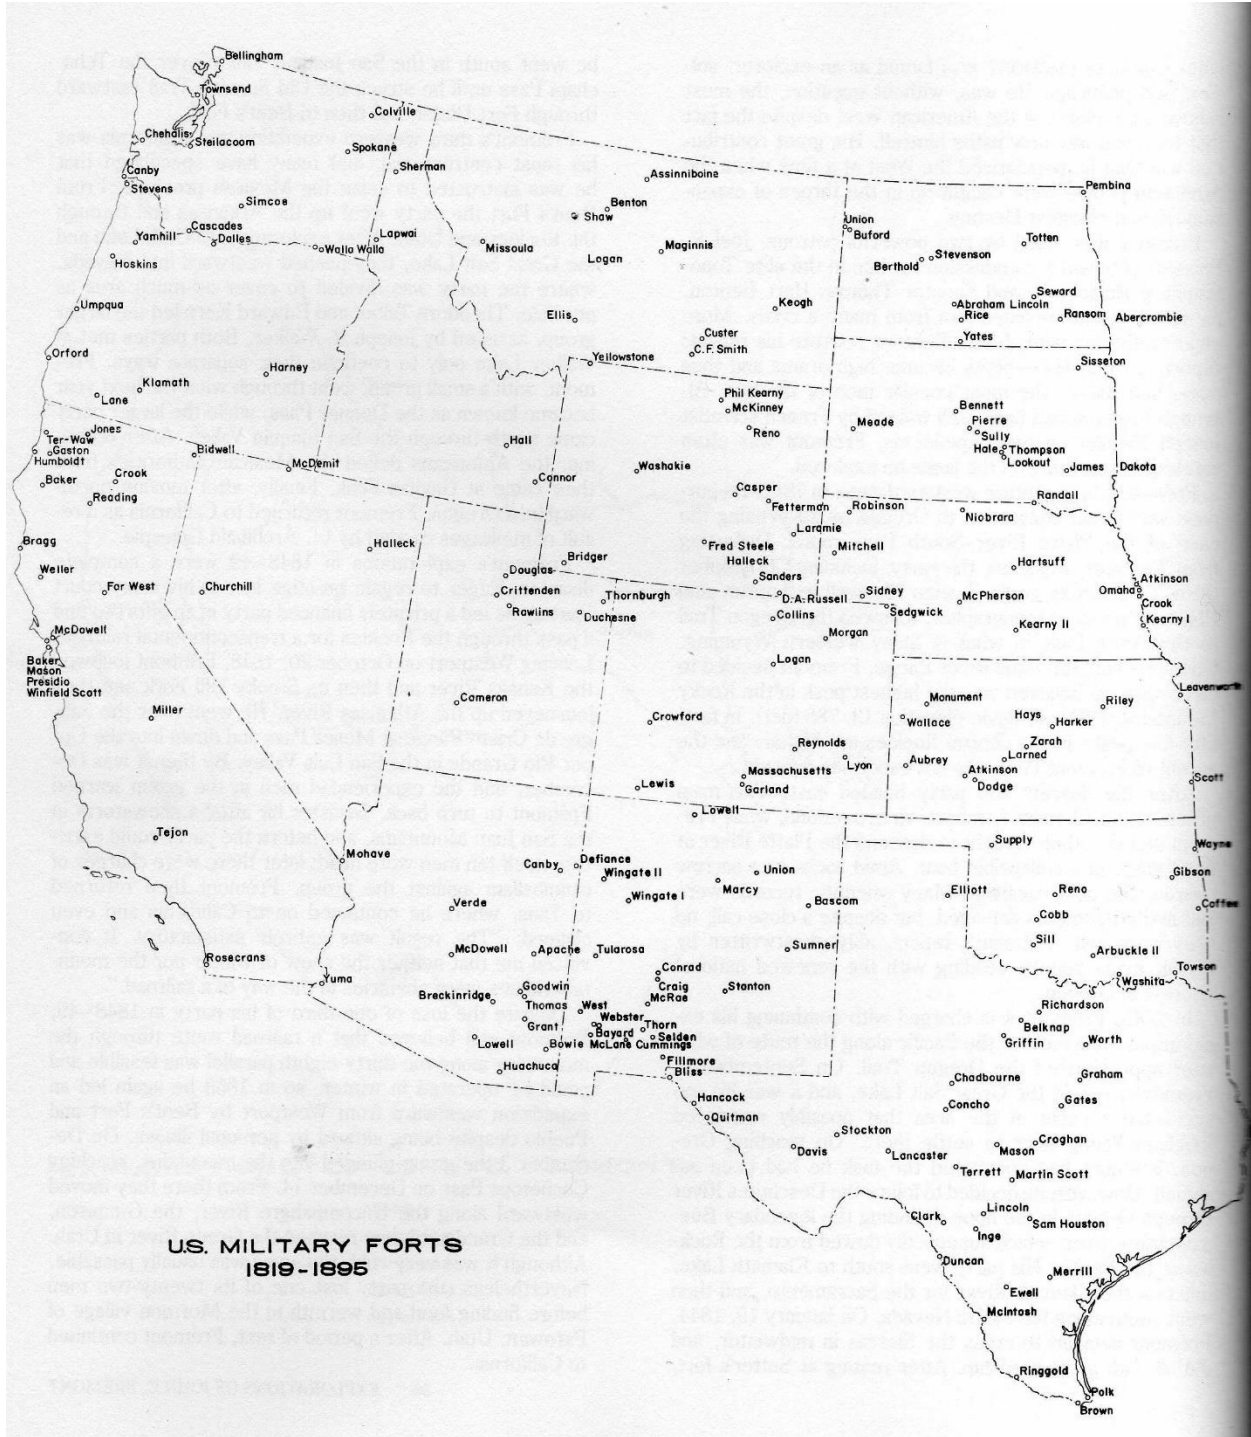 Bellingham
Townsend
Colville
Chehalis
Steilacoom
Spokane
Sherman
Assinniboine
Canby
Stevens
Pembina
Simcoe
Benton
Shaw
Union
Buford
Cascades
Yamhill
Dalles
Walla Walla
Lapwai
Missoula
Maginnis
Totten
Hoskins
Logan
Berthold
Stevenson
Umpqua
Keogh
Seward
Abraham Lincoln
Rice
Ransom
Abercrombie
Ellis
Custer
C.F. Smith
Yates
Orford
Yellowstone
Sisseton
Harney
Klamath
Lane
Phil Kearny
McKinney
Bennett
Reno
Meade
Pierre
Sully
Ter-Waw
Jones
Gaston
Humboldt
Bidwell
McDemit
Hall
Hale
Thompson
Lookout
Baker
Crook
Reading
Connor
Washakie
James
Dakota
Casper
Fetterman
Robinson
Randall
Niobrara
Laramie
Bragg
Halleck
Fred Steele
Halleck
Mitchell
Weller
Far West
Churchill
Douglas
Bridger
Sanders
Hartsuff
Crittenden
Rawlins
Thornburgh
Duchesne
D.A. Russell
Collins
Sidney
Sedgwick
McPherson
Atkinson
Omaha
Crook
Kearny I
Kearny II
McDowell
Baker
Mason
Presidio
Winfield Scott
Morgan
Logan
Miller
Cameron
Crawford
Monument
Wallace
Leavenworth
Riley
Hays
Harker
Reynolds
Lyon
Aubrey
Zarah
Larned
Lewis
Massachusetts
Garland
Atkinson
Dodge
Scott
Lowell
Tejon
Mohave
Supply
Wayne
Canby
Defiance
Wingate II
Union
Marcy
Gibson
Verde
Wingate I
Bascom
Elliott
Reno
Coffee
Cobb
McDowell
Apache
Tularosa
Sumner
Sill
Arbuckle II
Rosecrans
Yuma
Conrad
Craig
McRae
Stanton
Washita
Towson
Breckinridge
Goodwin
Thomas
West
Richardson
Grant
Webster
Bayard
Thorn
Selden
Belknap
Griffin
Worth
Lowell
Bowie
McLane
Cummings
Huachuca
Fillmore
Bliss
Chadbourne
Graham
Hancock
Concho
Gates
Quitman
Stockton
Davis
Lancaster
Mason
Croghan
Terrett
Martin Scott
Lincoln
Clark
Sam Houston
Inge
U.S. MILITARY FORTS
1819-1895
Duncan
Merrill
Ewell
McIntosh
Ringgold
Polk
Brown